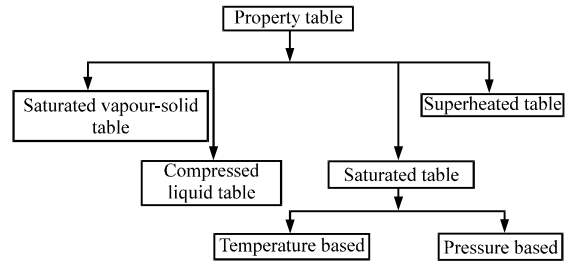 Property table
Saturated vapour-solid
table
Superheated table
Compressed
liquid table
Saturated table
Temperature based
Pressure based